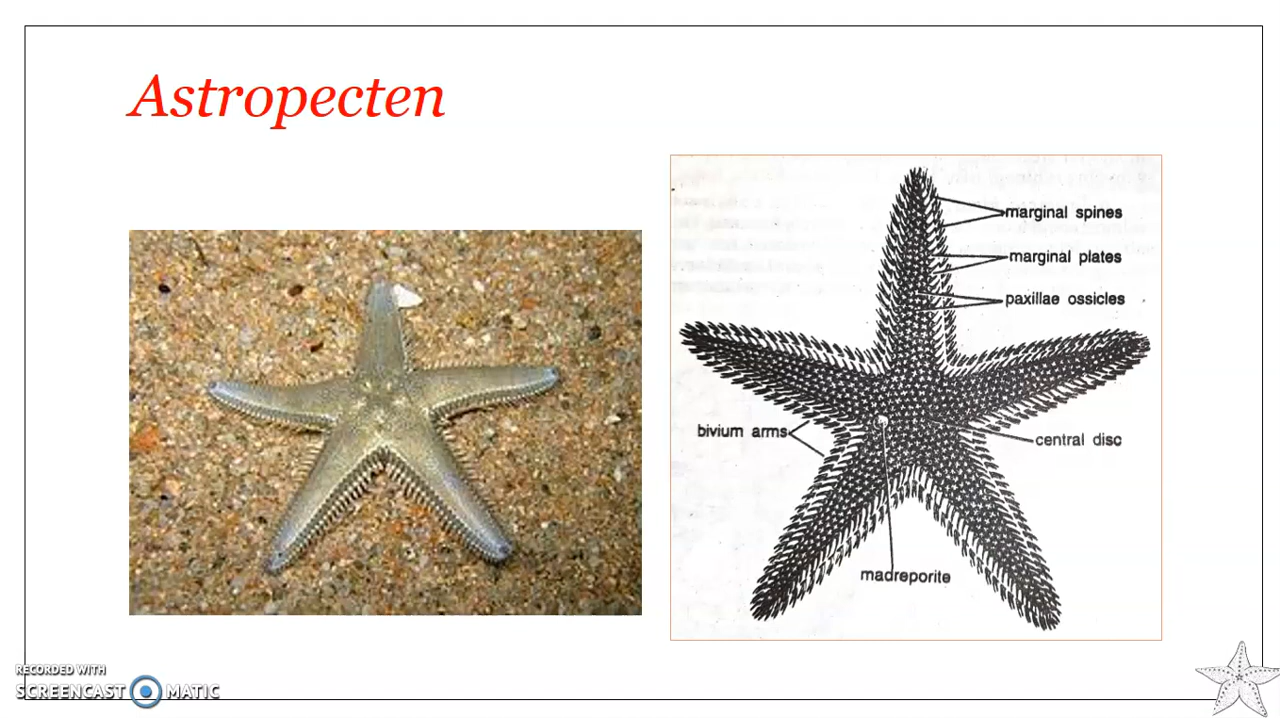 Astropecten
marginal spines
marginal plates
paxillae ossicles
bivium arms
central disc
madreporite
RECORDED WITH
SCREENCAST MATIC